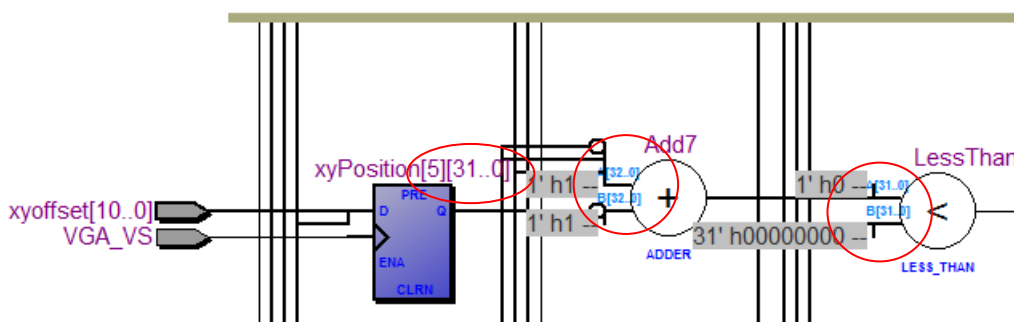 Add7
LessThan
xyPosition[5][31..0]
PRE
A[32..0]
1' h1 --
1' h0 ---
A[31..0]
xyoffset[10..0]
D
Q
B[32..0]
+
B[31..0]
<
1' h1 --
VGA_VS
31' h00000000 --
ENA
ADDER
LESS_THAN
CLRN